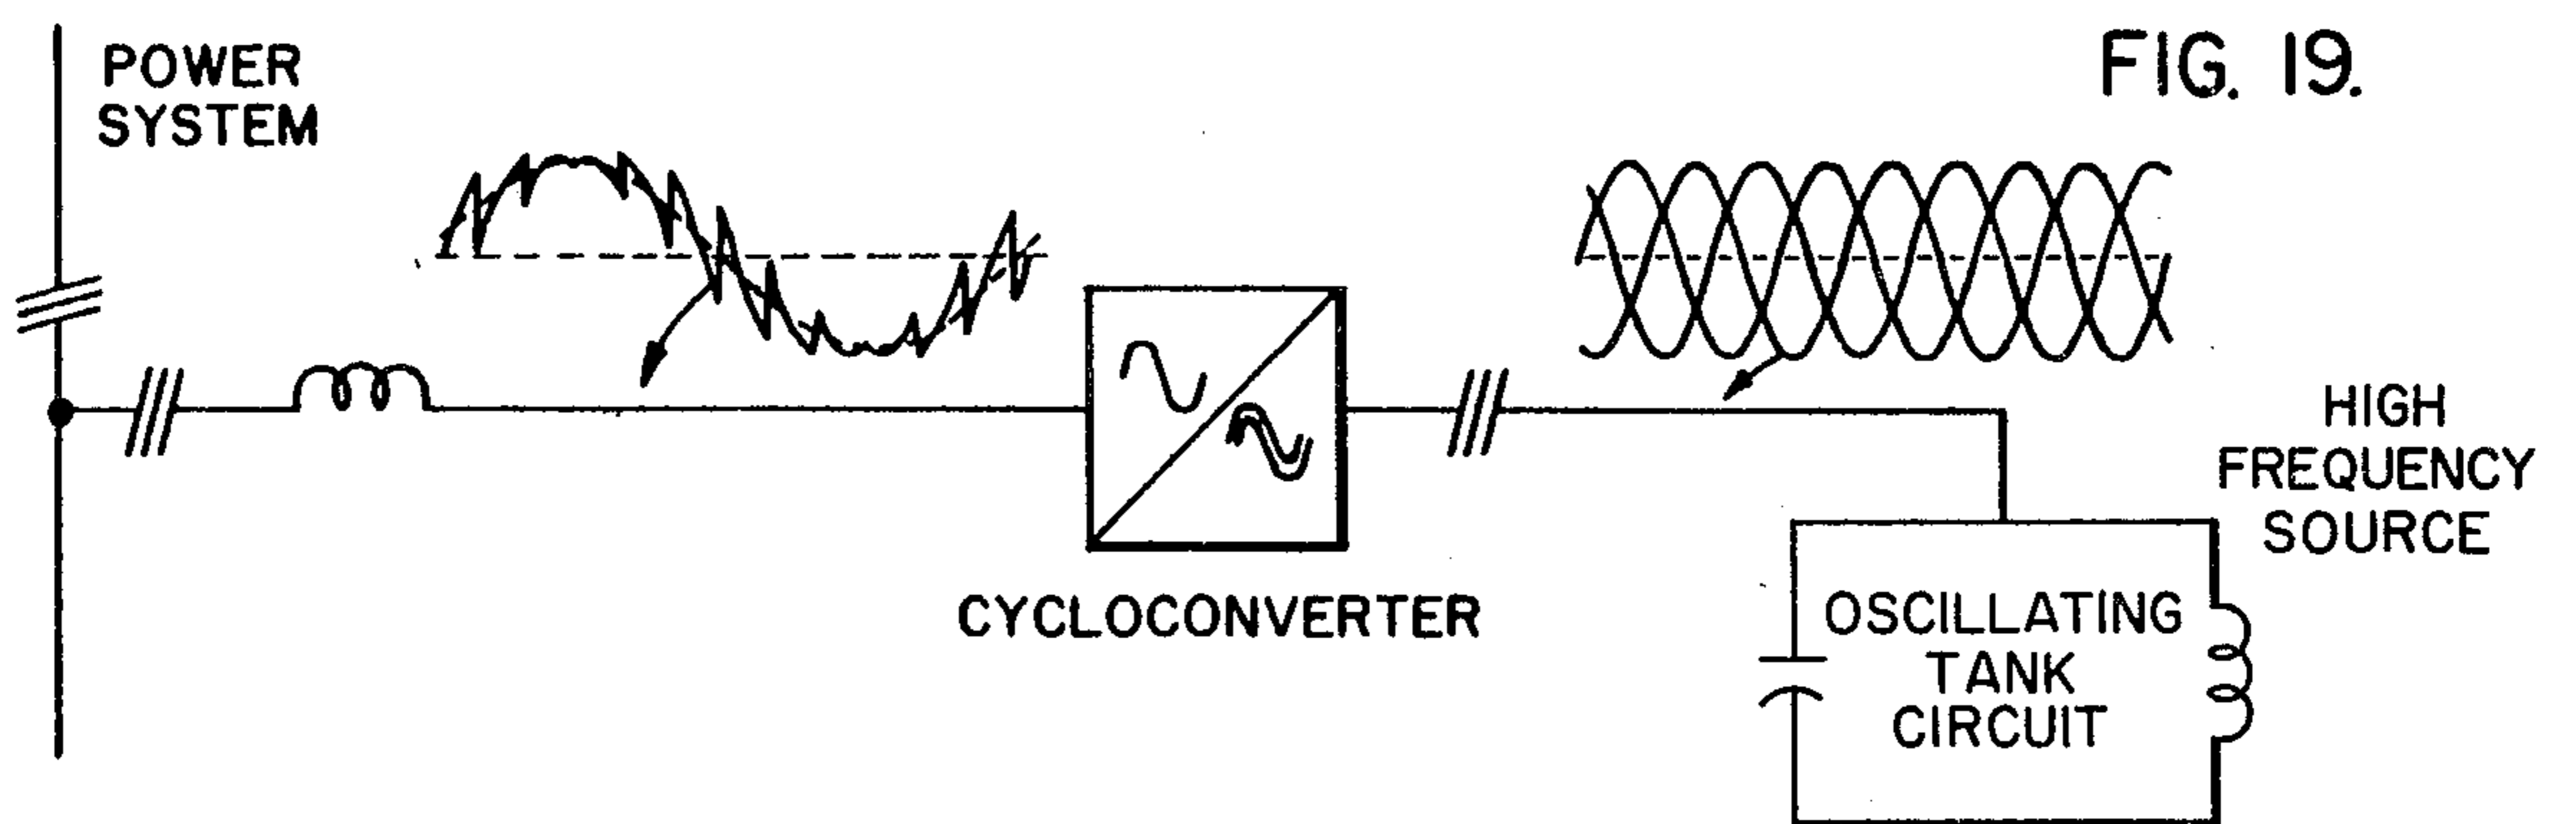 POWER
SYSTEM
FIG. 19.
CYCLOCONVERTER
HIGH
FREQUENCY
SOURCE
OSCILLATING
TANK
CIRCUIT